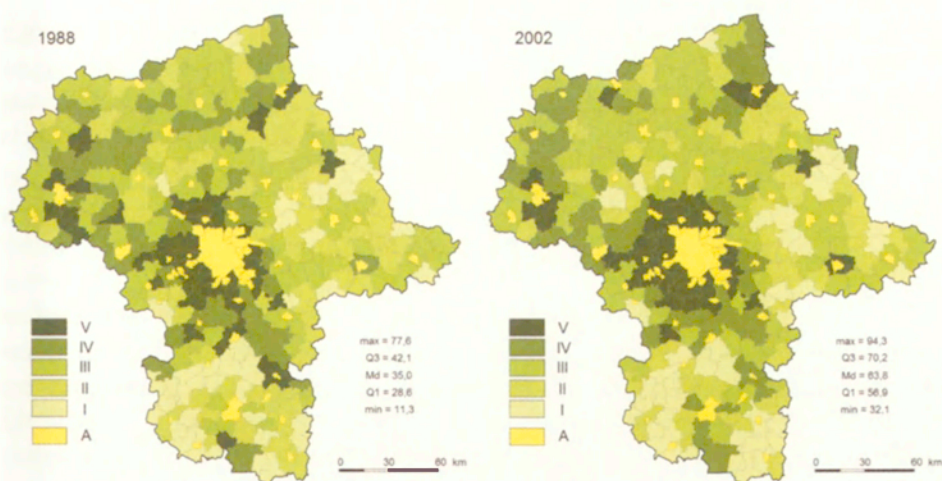 1988
V
IV
III
II
I
A
max = 77,6
Q3 = 42,1
Md = 35,0
Q1 = 28,6
min = 11,3
0 30 60 km
2002
V
IV
III
II
I
A
max = 94,3
Q3 = 70,2
Md = 63,6
Q1 = 56,9
min = 32,1
0 30 60 km